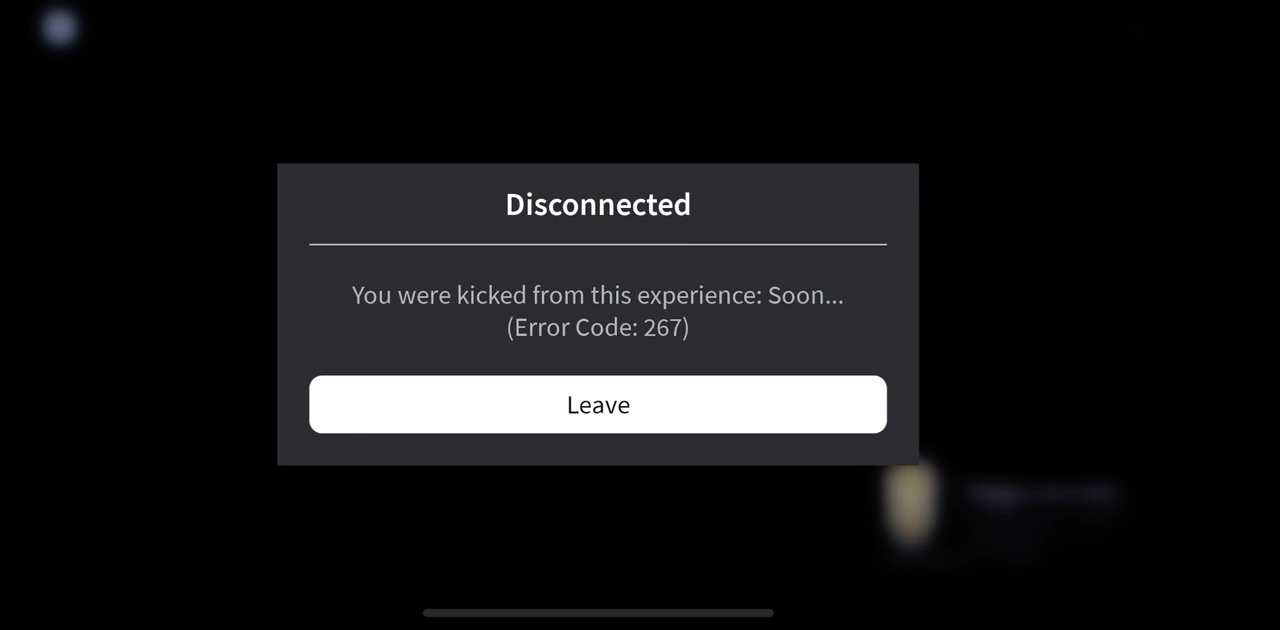 Disconnected
You were kicked from this experience: Soon...
(Error Code: 267)
Leave